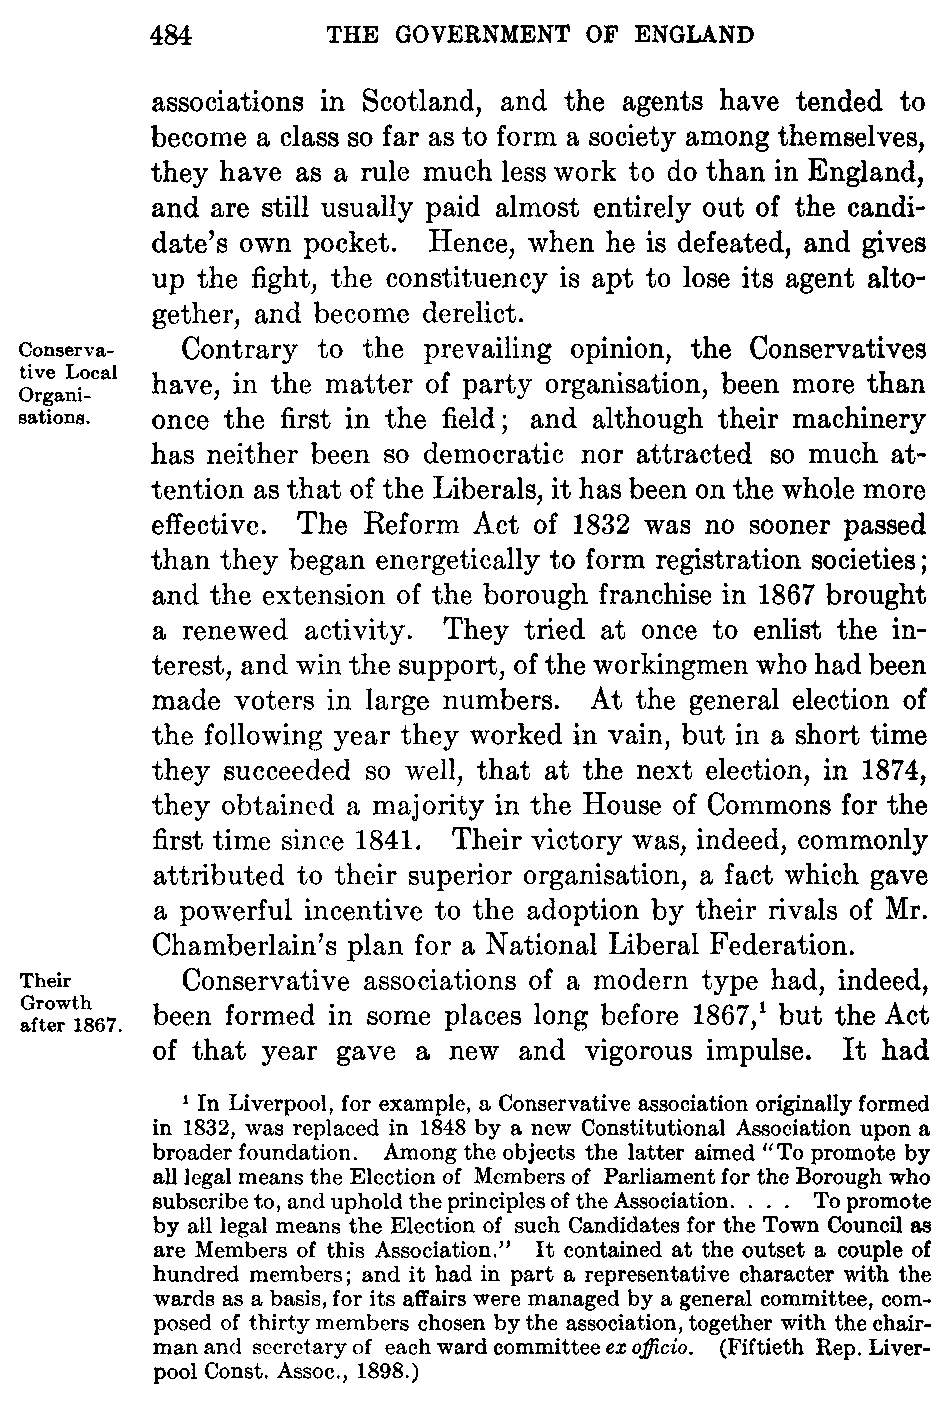 484 THE GOVERNMENT OF ENGLAND
associations in Scotland, and the agents have tended to
become a class so far as to form a society among themselves,
they have as a rule much less work to do than in England,
and are still usually paid almost entirely out of the candi-
date's own pocket. Hence, when he is defeated, and gives
up the fight, the constituency is apt to lose its agent alto-
gether, and become derelict.
Conserva-
tive Local
Organi-
sations.
Contrary to the prevailing opinion, the Conservatives
have, in the matter of party organisation, been more than
once the first in the field; and although their machinery
has neither been so democratic nor attracted so much at-
tention as that of the Liberals, it has been on the whole more
effective. The Reform Act of 1832 was no sooner passed
than they began energetically to form registration societies;
and the extension of the borough franchise in 1867 brought
a renewed activity. They tried at once to enlist the in-
terest, and win the support, of the workingmen who had been
made voters in large numbers. At the general election of
the following year they worked in vain, but in a short time
they succeeded so well, that at the next election, in 1874,
they obtained a majority in the House of Commons for the
first time since 1841. Their victory was, indeed, commonly
attributed to their superior organisation, a fact which gave
a powerful incentive to the adoption by their rivals of Mr.
Chamberlain's plan for a National Liberal Federation.
Their
Growth
after 1867.
Conservative associations of a modern type had, indeed,
been formed in some places long before 1867,¹ but the Act
of that year gave a new and vigorous impulse. It had
¹ In Liverpool, for example, a Conservative association originally formed
in 1832, was replaced in 1848 by a new Constitutional Association upon a
broader foundation. Among the objects the latter aimed "To promote by
all legal means the Election of Members of Parliament for the Borough who
subscribe to, and uphold the principles of the Association. . . . To promote
by all legal means the Election of such Candidates for the Town Council as
are Members of this Association." It contained at the outset a couple of
hundred members; and it had in part a representative character with the
wards as a basis, for its affairs were managed by a general committee, com-
posed of thirty members chosen by the association, together with the chair-
man and secretary of each ward committee ex officio. (Fiftieth Rep. Liver-
pool Const. Assoc., 1898.)